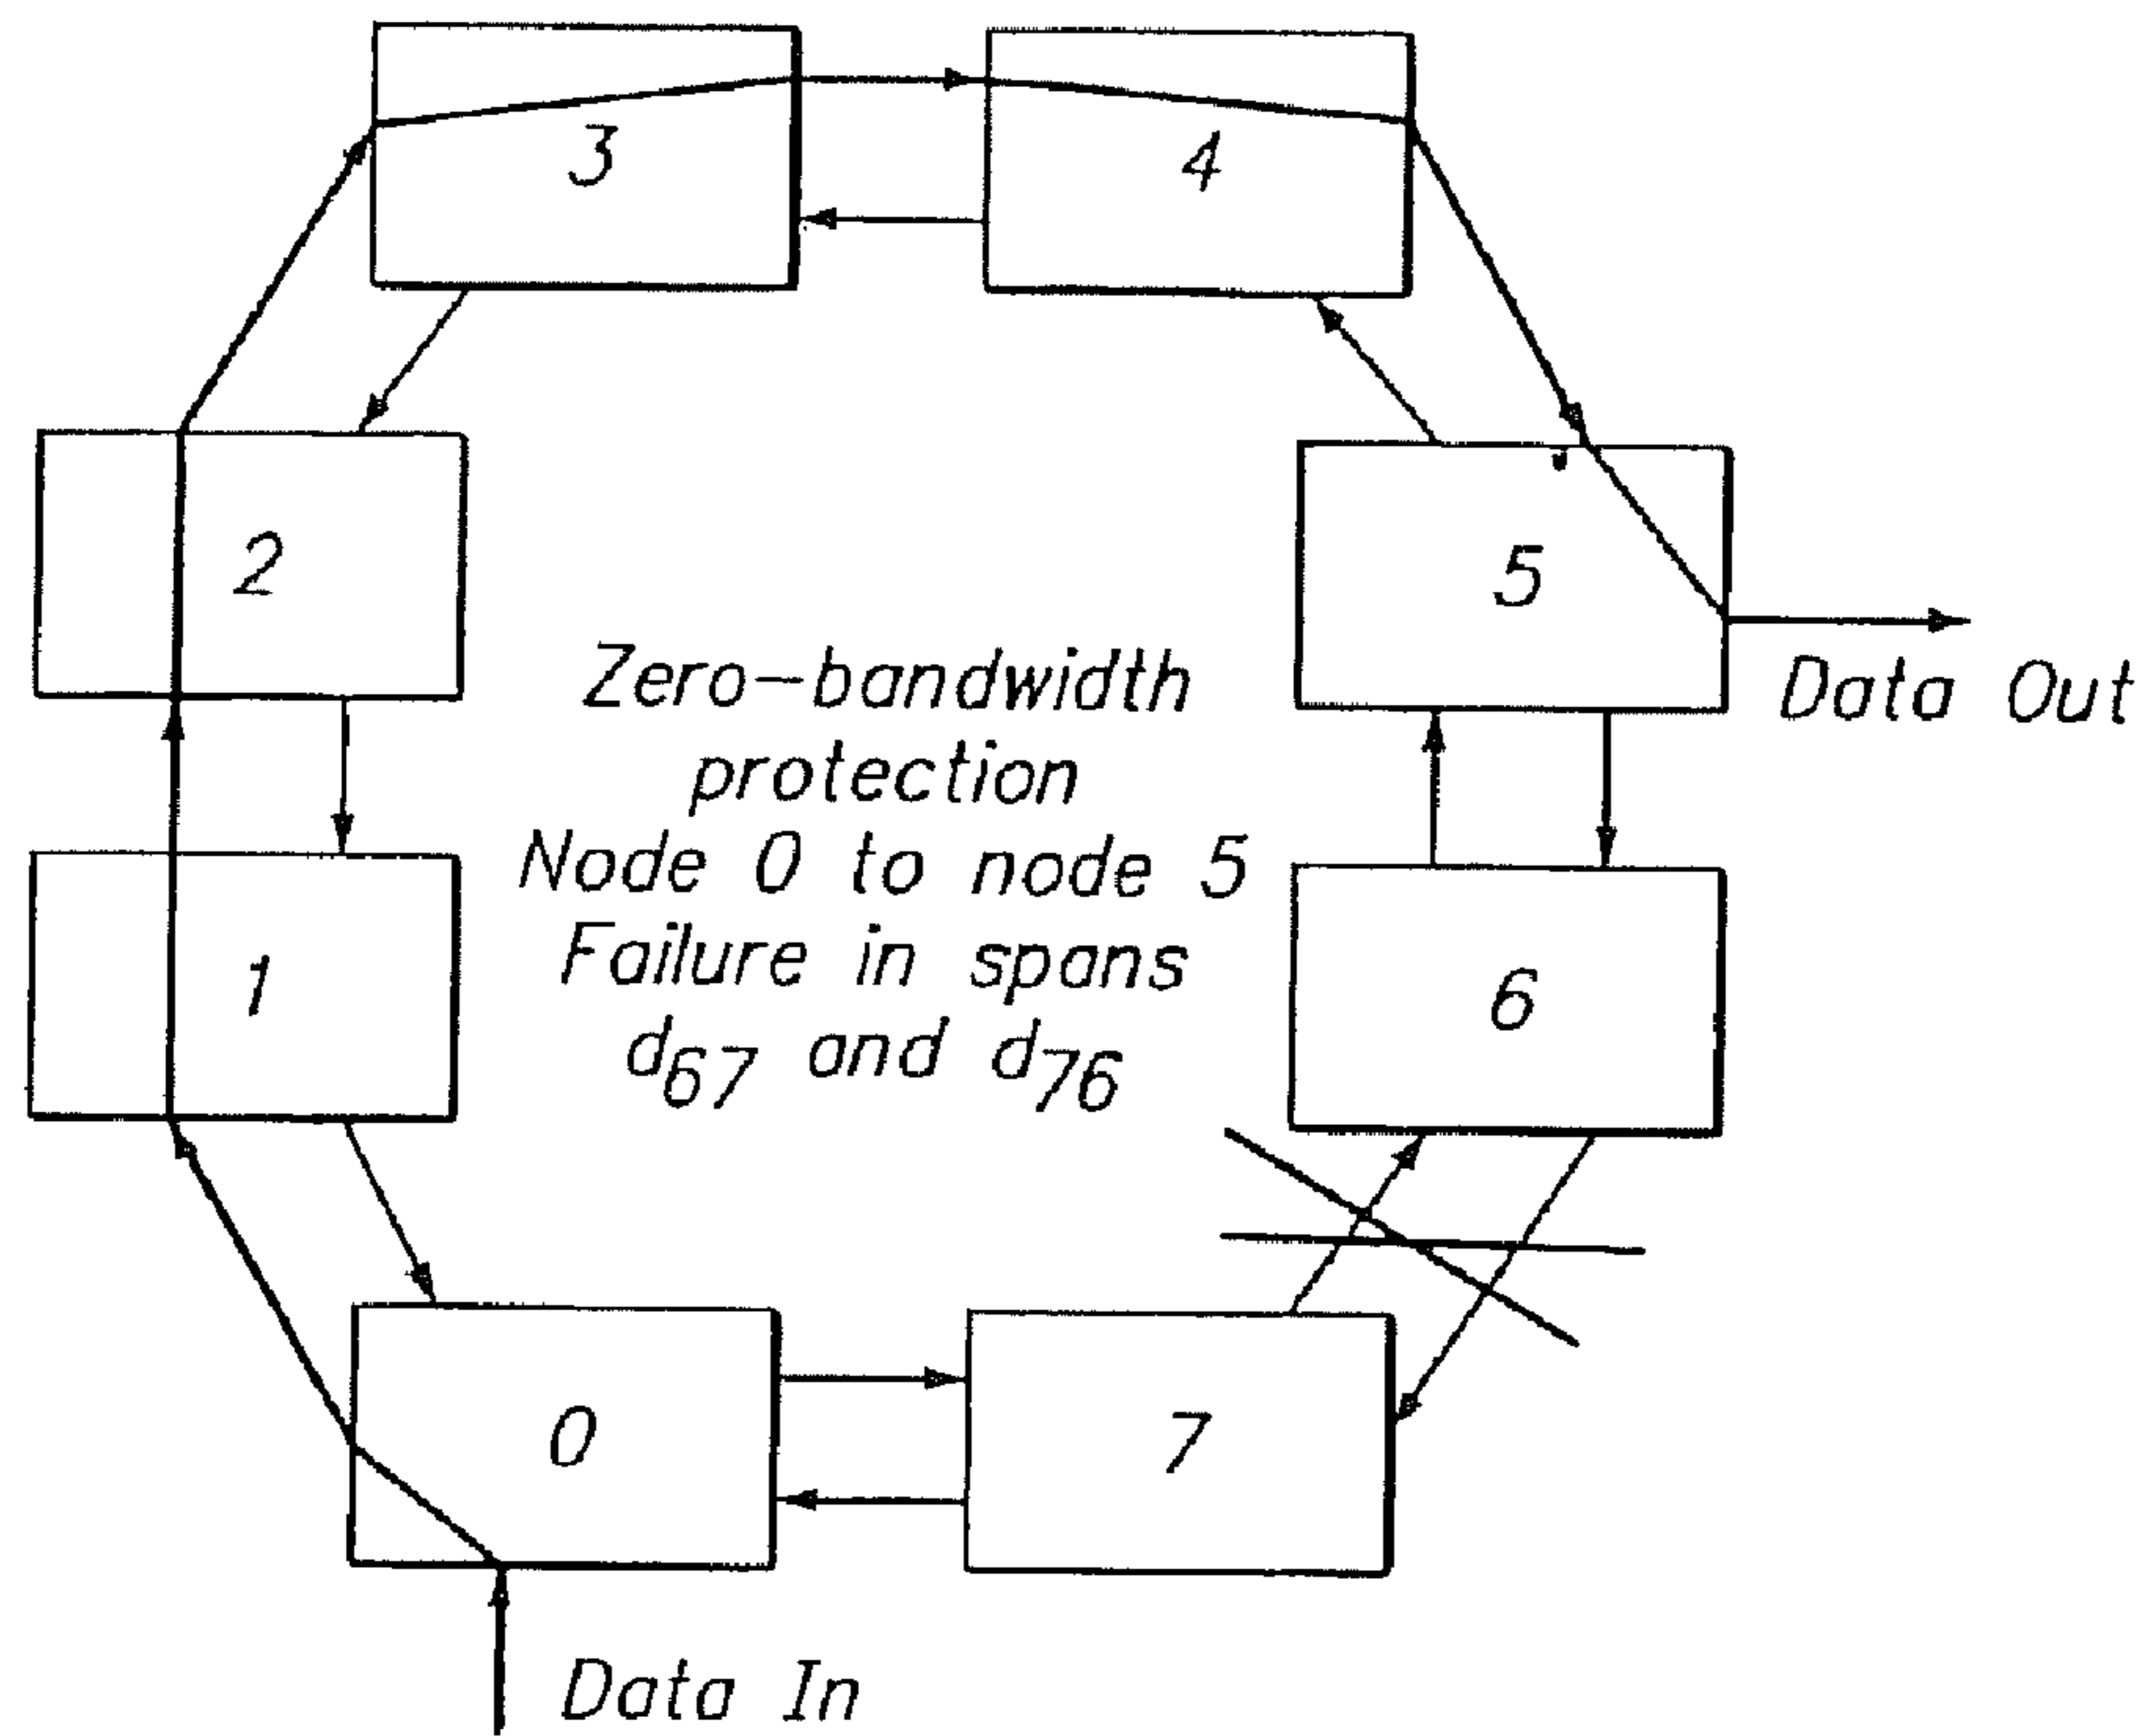 3
4
2
5
Zero-bandwidth
protection
Node 0 to node 5
Failure in spans
d67 and d76
Data Out
1
6
0
7
Data In